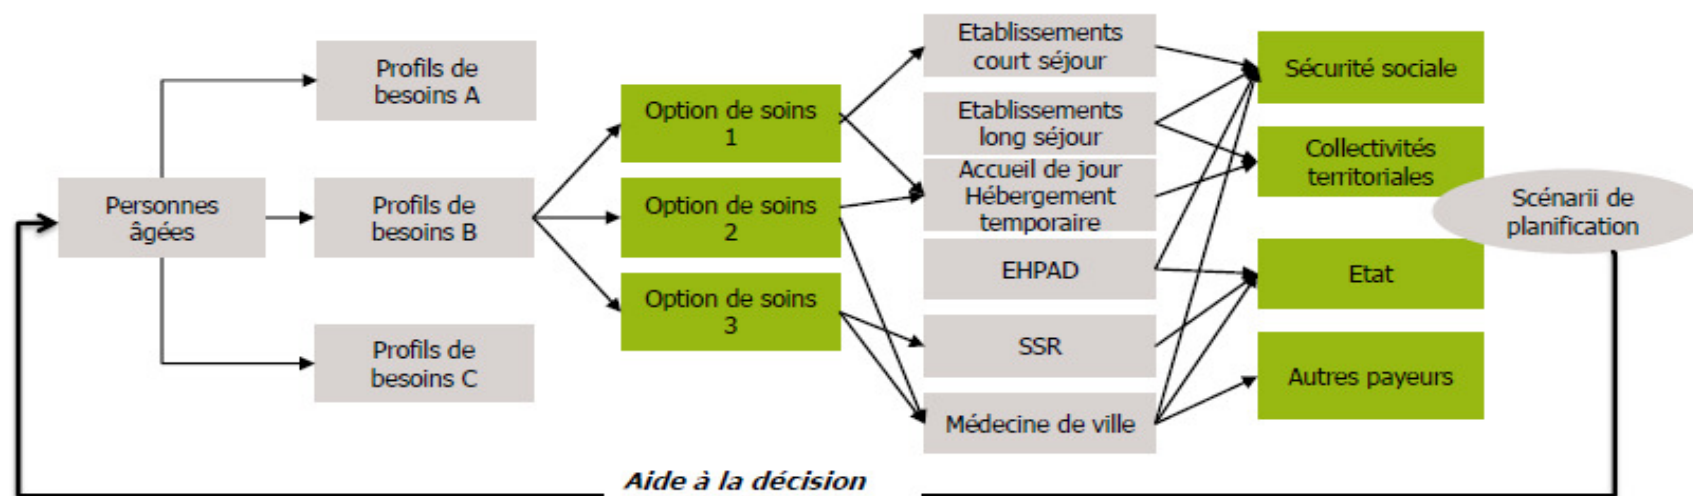 Personnes
âgées
Profils de
besoins A
Profils de
besoins B
Profils de
besoins C
Option de soins
1
Option de soins
2
Option de soins
3
Etablissements
court séjour
Etablissements
long séjour
Accueil de jour
Hébergement
temporaire
EHPAD
SSR
Médecine de ville
Sécurité sociale
Collectivités
territoriales
Etat
Autres payeurs
Scénarii de
planification
Aide à la décision